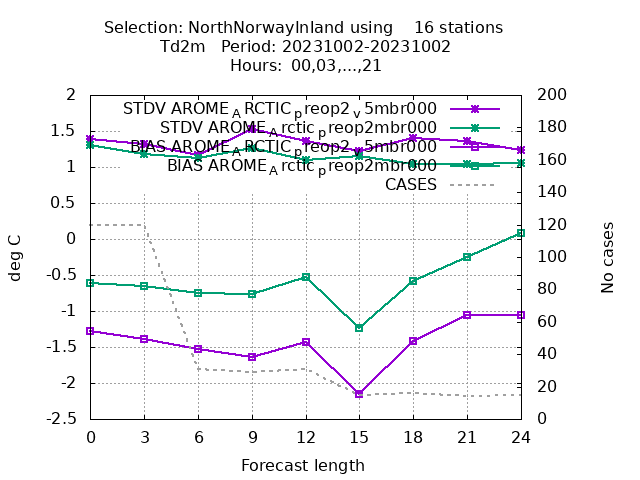 Selection: NorthNorwayInland using 16 stations
Td2m Period: 20231002-20231002
Hours: 00,03,...,21
STDV AROME_ARCTIC_preop2_v5mbr000
STDV AROME_Arctic_preop2mbr000
BIAS AROME_ARCTIC_preop2_v5mbr000
BIAS AROME_Arctic_preop2mbr000
CASES
2
1.5
1
0.5
0
-0.5
-1
-1.5
-2
-2.5
200
180
160
140
120
100
80
60
40
20
0
deg C
No cases
0 3 6 9 12 15 18 21 24
Forecast length